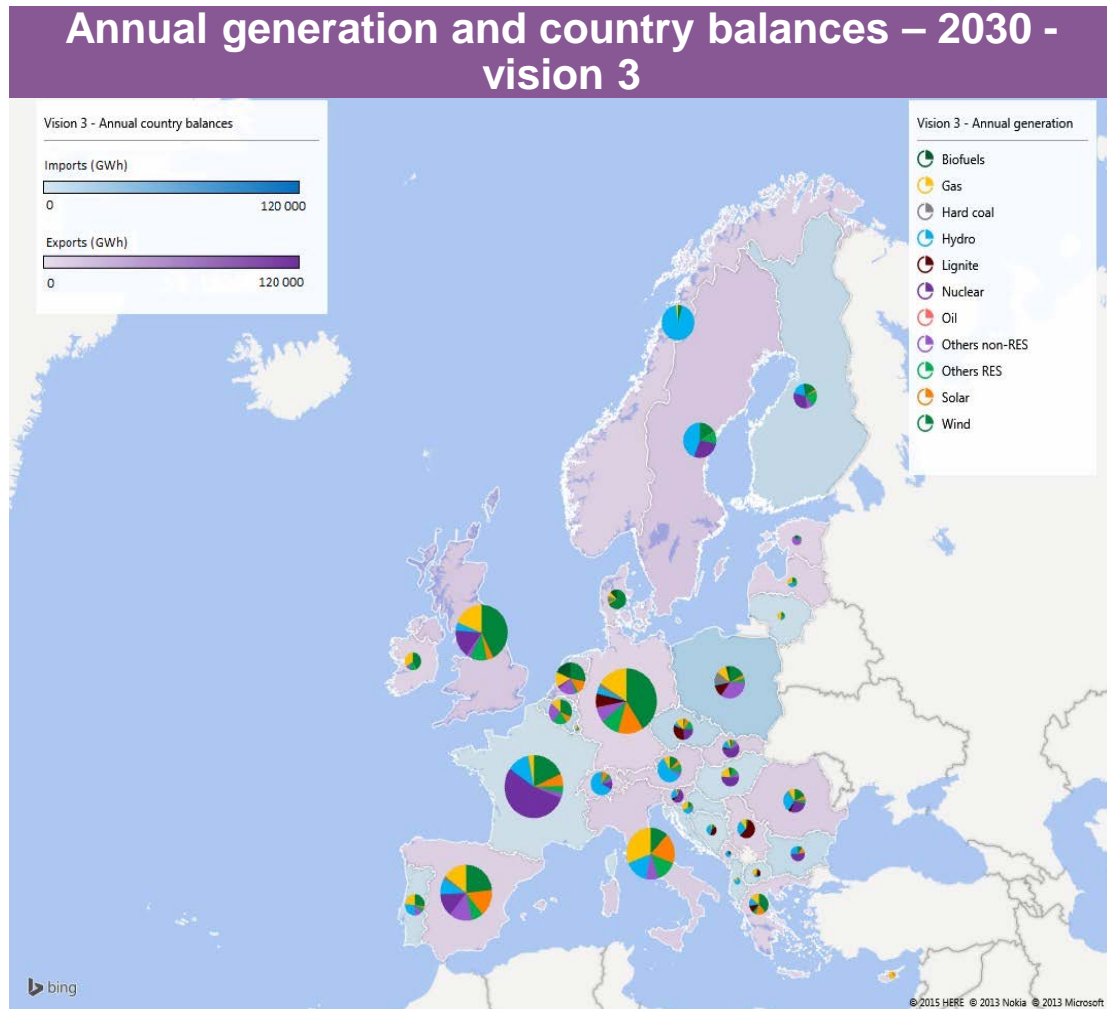 Annual generation and country balances – 2030 -
vision 3
Vision 3 - Annual country balances
Imports (GWh)
0 120 000
Exports (GWh)
0 120 000
Vision 3 - Annual generation
Biofuels
Gas
Hard coal
Hydro
Lignite
Nuclear
Oil
Others non-RES
Others RES
Solar
Wind
bing
© 2015 HERE © 2013 Nokia © 2013 Microsoft